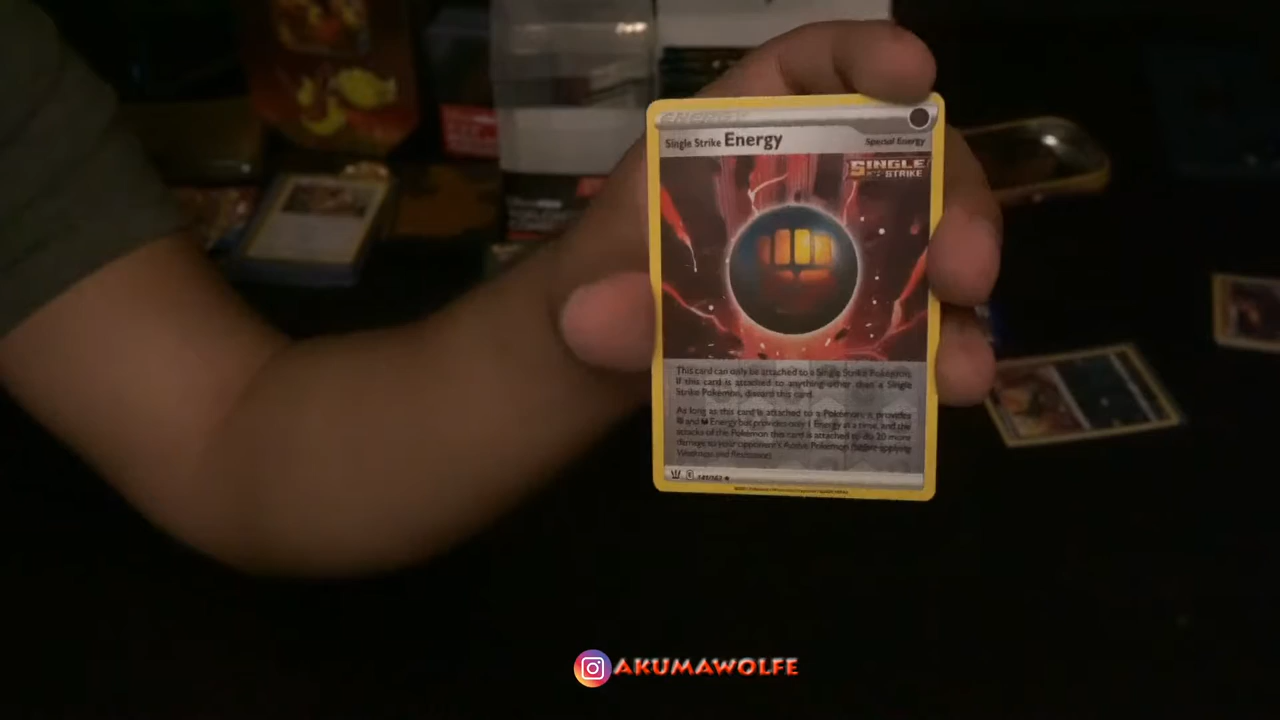 ENERGY
Single Strike Energy
Special Energy
SINGLE STRIKE
This card can only be attached to a Single Strike Pokémon.
If this card is attached to anything other than a Single
Strike Pokémon, discard this card.
As long as this card is attached to a Pokémon, it provides
and Energy but provides only 1 Energy at a time, and the
attacks of the Pokémon this card is attached to do 20 more
damage to your opponent's Active Pokémon (before applying
Weakness and Resistance).
141/163
AKUMAWOLFE